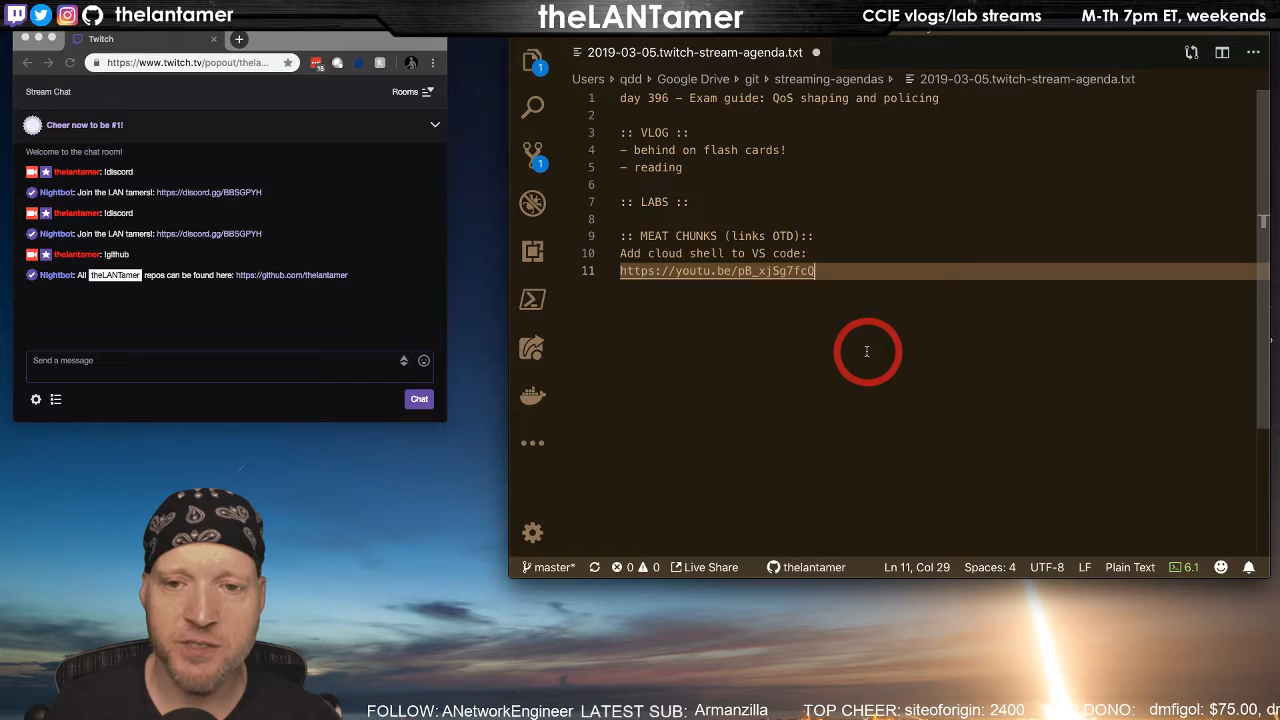 thelantamer
theLANTamer
CCIE vlogs/lab streams
M-Th 7pm ET, weekends
Twitch
https://www.twitch.tv/popout/thela...
Stream Chat
Rooms
Cheer now to be #1!
Welcome to the chat room!
thelantamer: !discord
Nightbot: Join the LAN tamers!: https://discord.gg/BBSGPYH
thelantamer: !discord
Nightbot: Join the LAN tamers!: https://discord.gg/BBSGPYH
thelantamer: !github
Nightbot: All theLANTamer repos can be found here: https://github.com/thelantamer
Send a message
Chat
2019-03-05.twitch-stream-agenda.txt
Users > qdd > Google Drive > git > streaming-agendas > 2019-03-05.twitch-stream-agenda.txt
1 day 396 – Exam guide: QoS shaping and policing
2
3 :: VLOG ::
4 - behind on flash cards!
5 - reading
6
7 :: LABS ::
8
9 :: MEAT CHUNKS (links OTD)::
10 Add cloud shell to VS code:
11 https://youtu.be/pB_xjSg7fcQ
1
1
master* 0 0 Live Share thelantamer Ln 11, Col 29 Spaces: 4 UTF-8 LF Plain Text 6.1
FOLLOW: ANetworkEngineer LATEST SUB: Armanzilla TOP CHEER: siteoforigin: 2400 TOP DONO: dmfigol: $75.00, d